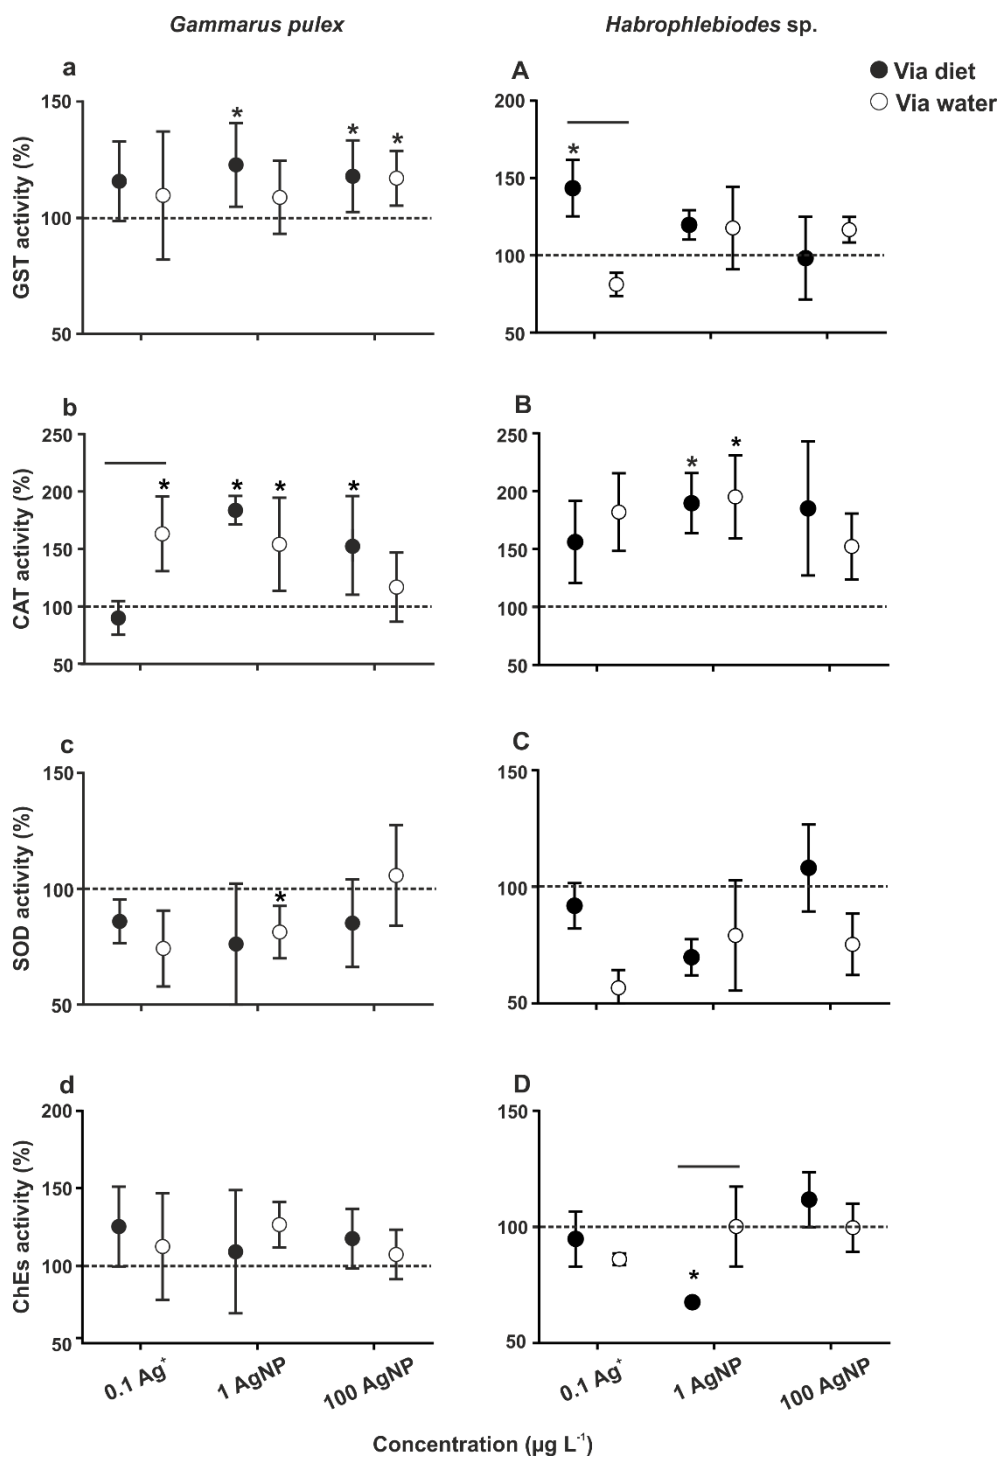 Gammarus pulex
Habrophlebiodes sp.
Via diet
Via water
a
GST activity (%)
150
100
50
*
*
*
A
200
150
100
50
*
b
CAT activity (%)
250
200
150
100
50
*
*
*
*
B
250
200
150
100
50
*
*
c
SOD activity (%)
150
100
50
*
C
150
100
50
d
ChEs activity (%)
200
150
100
50
D
150
100
50
*
0.1 Ag⁺
1 AgNP
100 AgNP
0.1 Ag⁺
1 AgNP
100 AgNP
Concentration (µg L⁻¹)